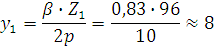 y₁ = (β · Z₁) / (2p) = (0,83 · 96) / 10 ≈ 8